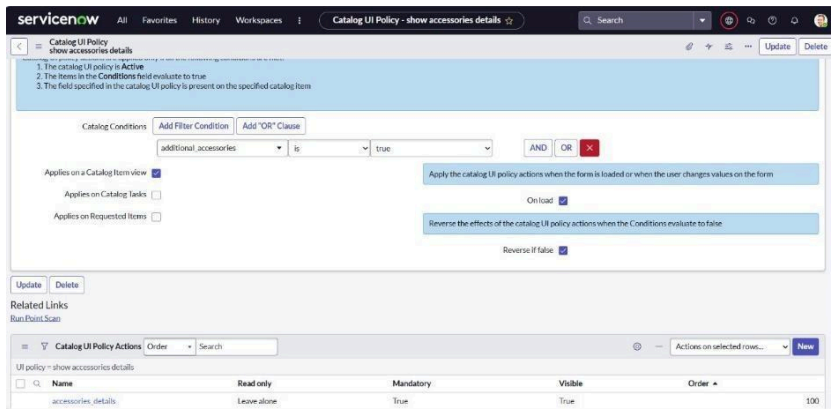 servicenow All Favorites History Workspaces Catalog UI Policy - show accessories details Search
Catalog UI Policy
show accessories details
Update Delete
1. The catalog UI policy is Active
2. The items in the Conditions field evaluate to true
3. The field specified in the catalog UI policy is present on the specified catalog item
Catalog Conditions Add Filter Condition Add "OR" Clause
additional_accessories is true AND OR
Applies on a Catalog Item view
Apply the catalog UI policy actions when the form is loaded or when the user changes values on the form
Applies on Catalog Tasks
On load
Applies on Requested Items
Reverse the effects of the catalog UI policy actions when the Conditions evaluate to false
Reverse if false
Update Delete
Related Links
Run Point Scan
Catalog UI Policy Actions Order Search Actions on selected rows... New
UI policy = show accessories details
Name Read only Mandatory Visible Order
accessories_details Leave alone True True 100